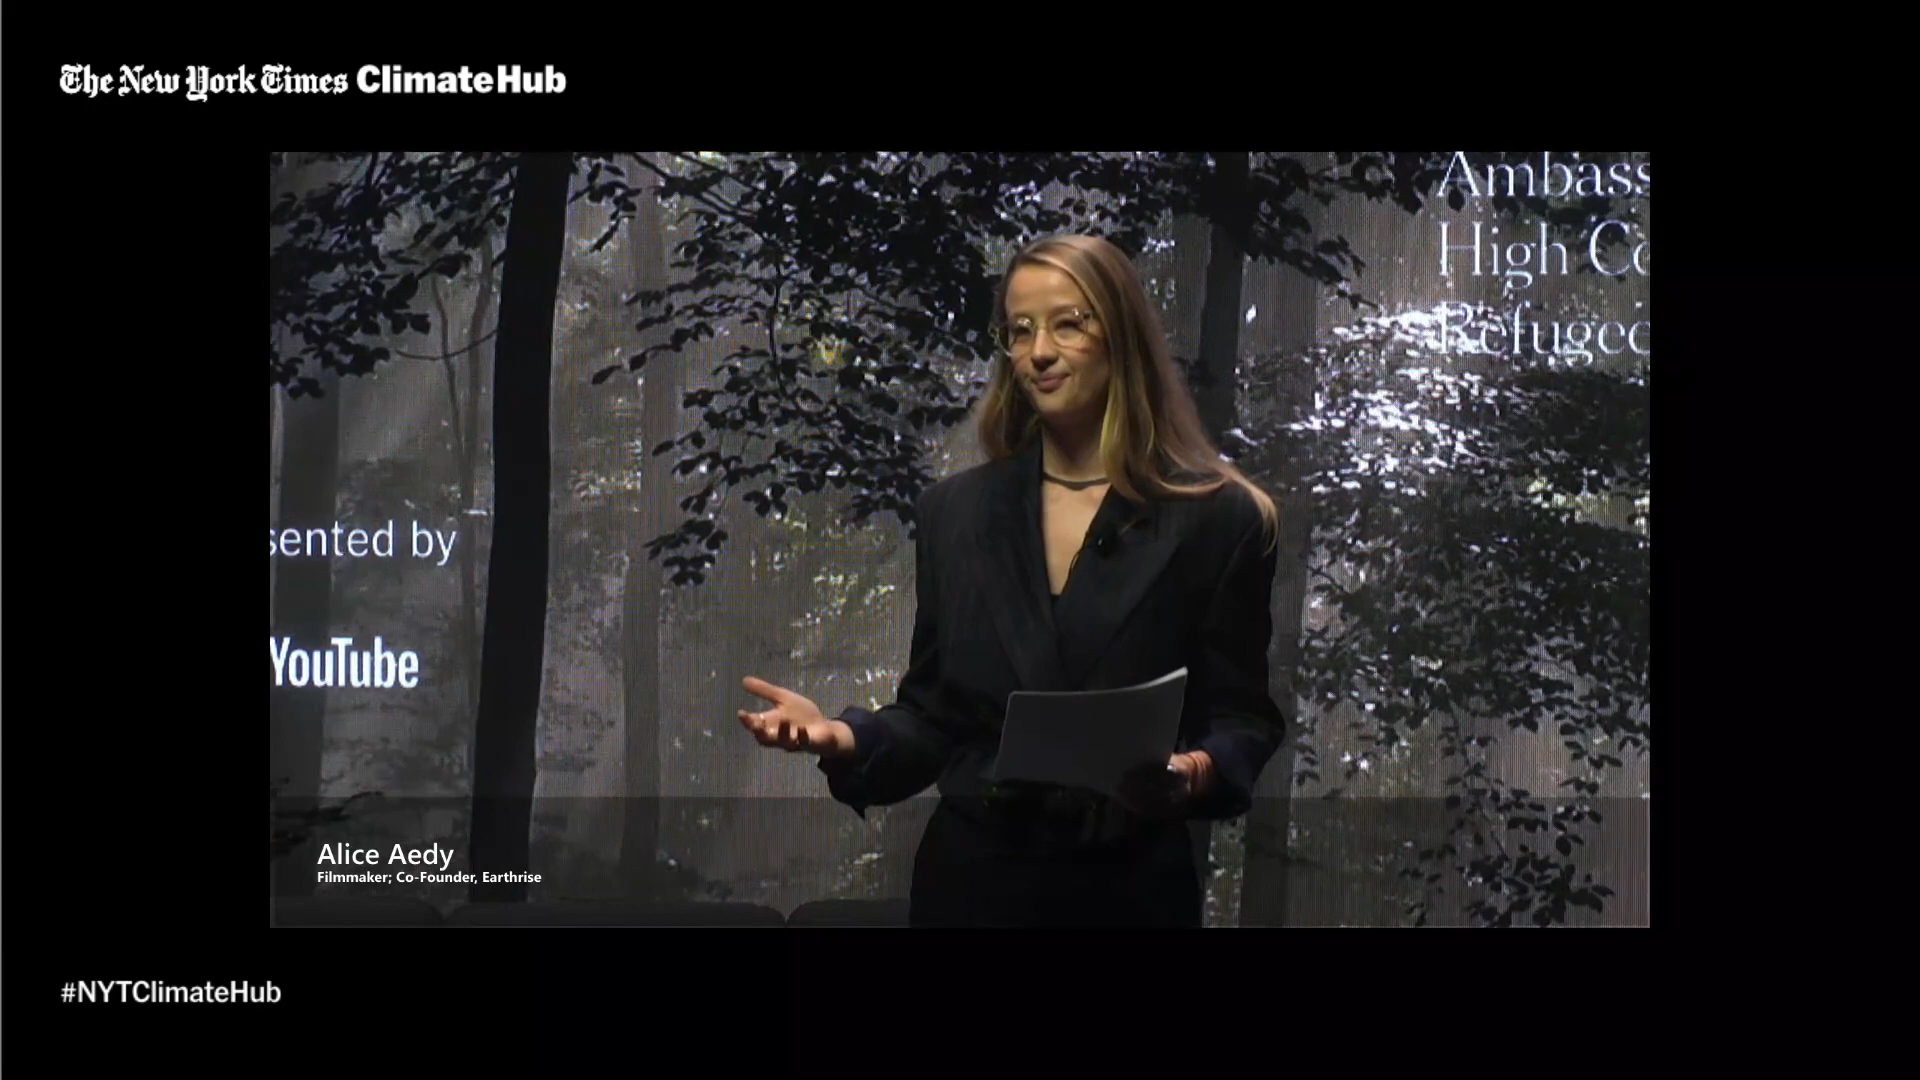 The New York Times Climate Hub
Ambass
High Co
Refugee
sented by
YouTube
Alice Aedy
Filmmaker; Co-Founder, Earthrise
#NYTClimateHub